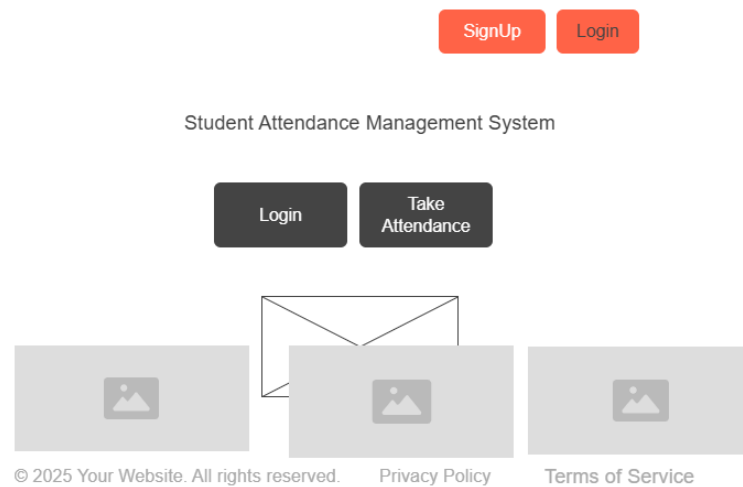 SignUp Login
Student Attendance Management System
Login
Take
Attendance
© 2025 Your Website. All rights reserved. Privacy Policy Terms of Service